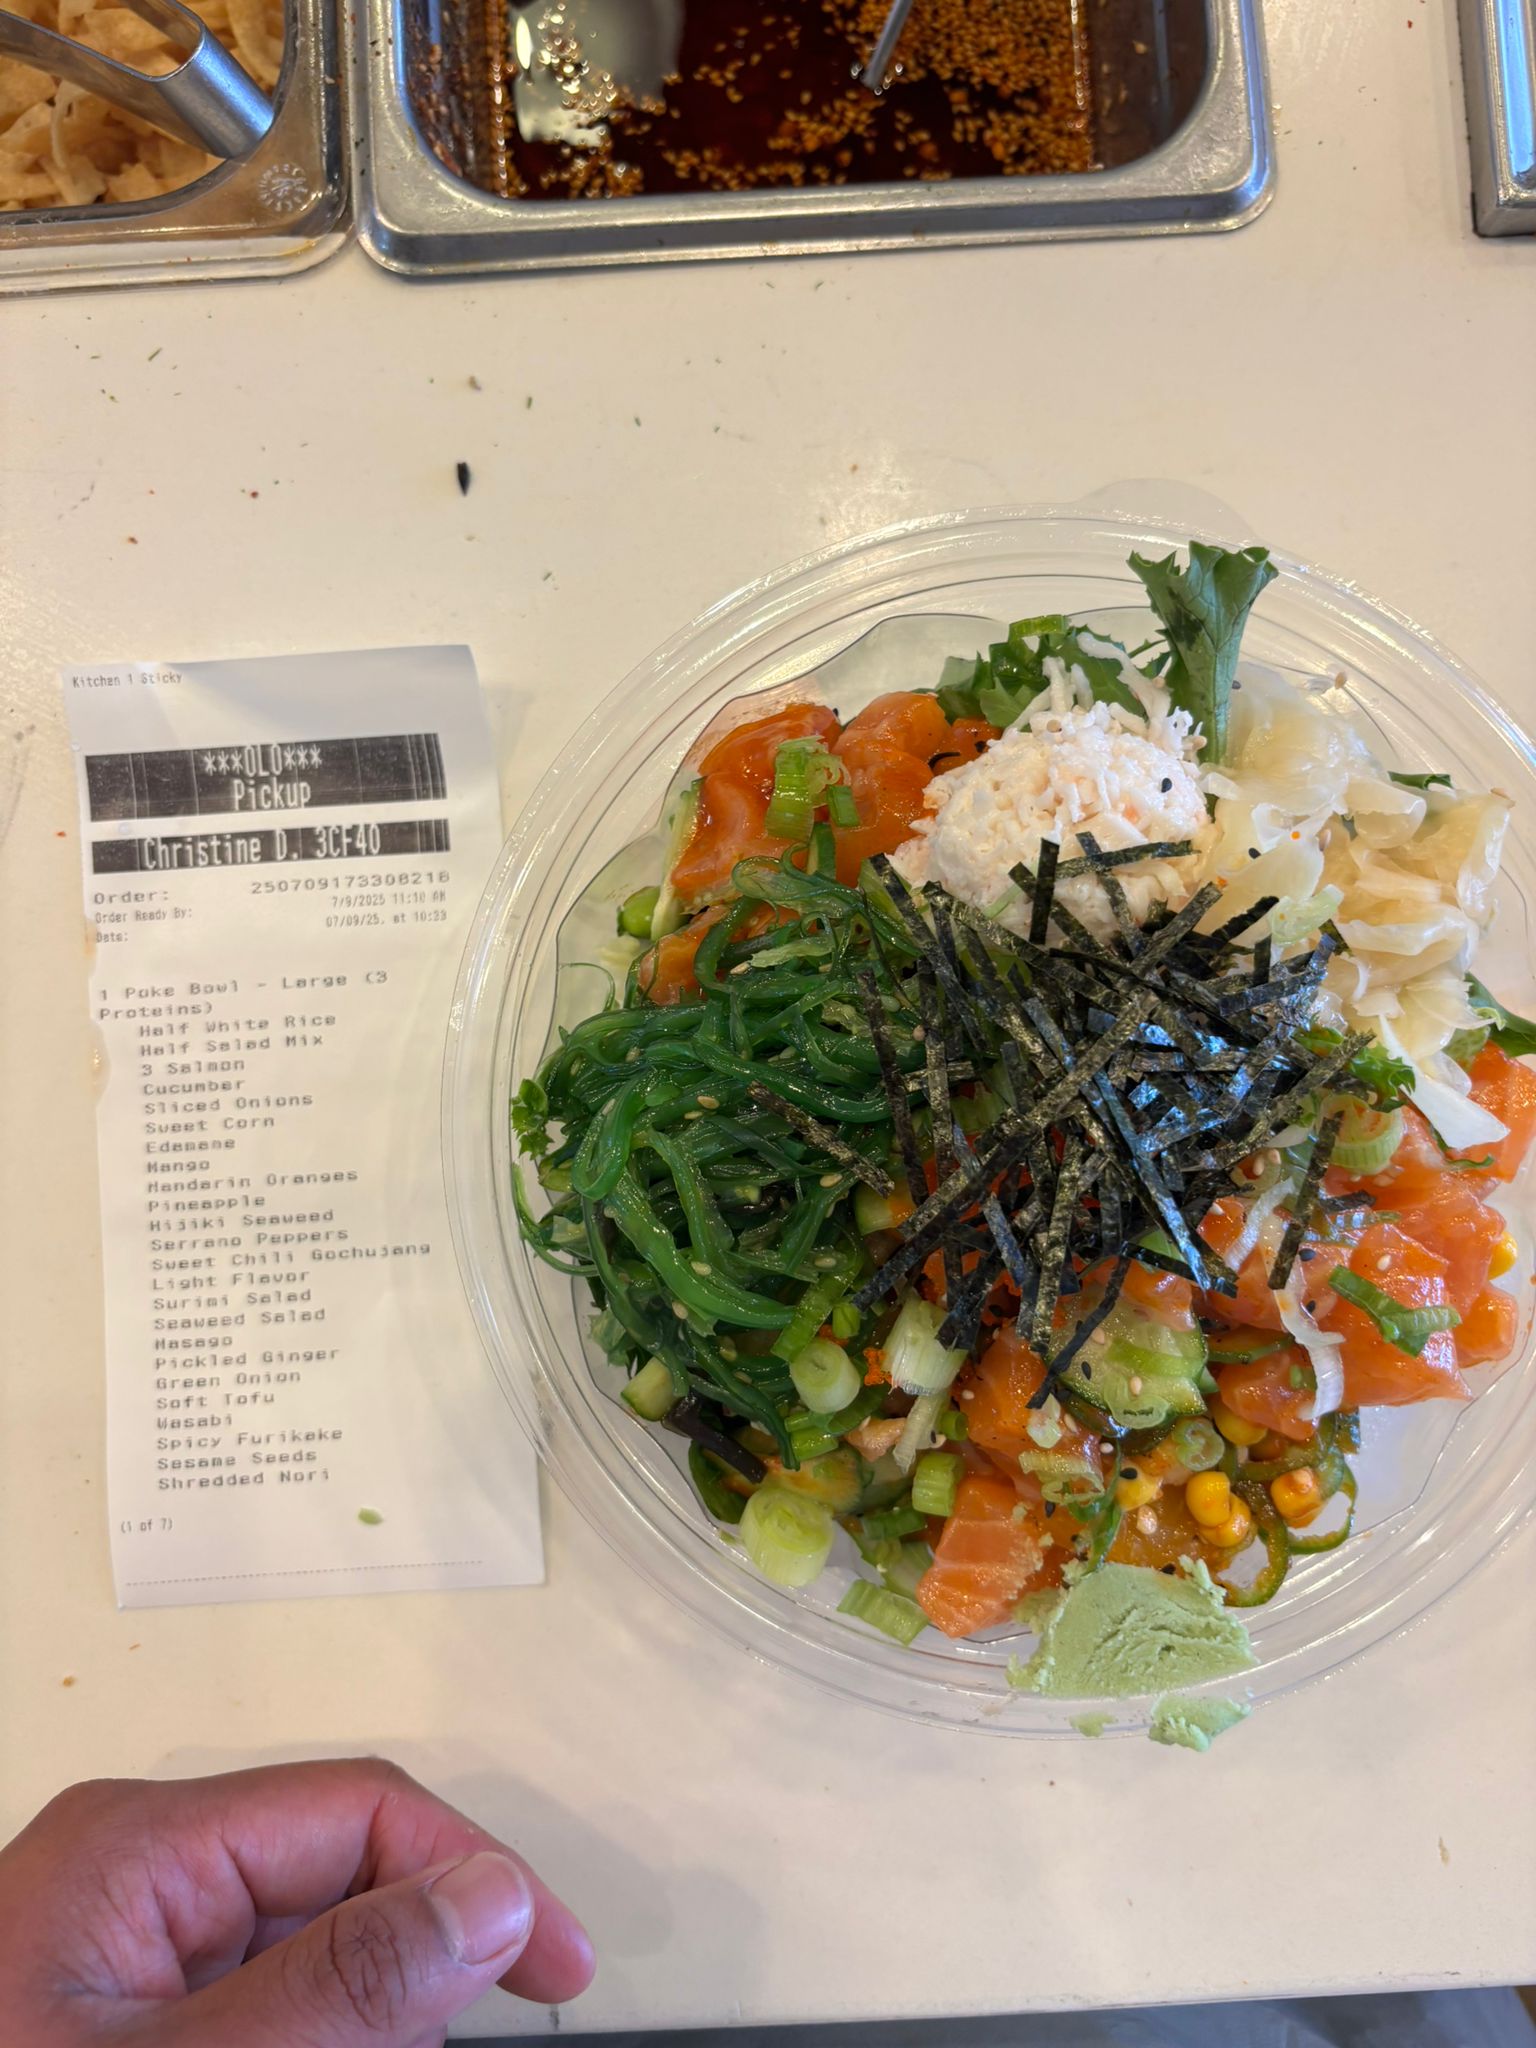 Kitchen 1 Sticky
***OLO***
Pickup
Christine D. 3CF40
Order: 250709173308218
7/9/2025 11:10 AM
Order Ready By: 07/09/25, at 10:33
Date:
1 Poke Bowl - Large (3
Proteins)
Half White Rice
Half Salad Mix
3 Salmon
Cucumber
Sliced Onions
Sweet Corn
Edamame
Mango
Mandarin Oranges
Pineapple
Hijiki Seaweed
Serrano Peppers
Sweet Chili Gochujang
Light Flavor
Surimi Salad
Seaweed Salad
Masago
Pickled Ginger
Green Onion
Soft Tofu
Wasabi
Spicy Furikake
Sesame Seeds
Shredded Nori
(1 of 7)